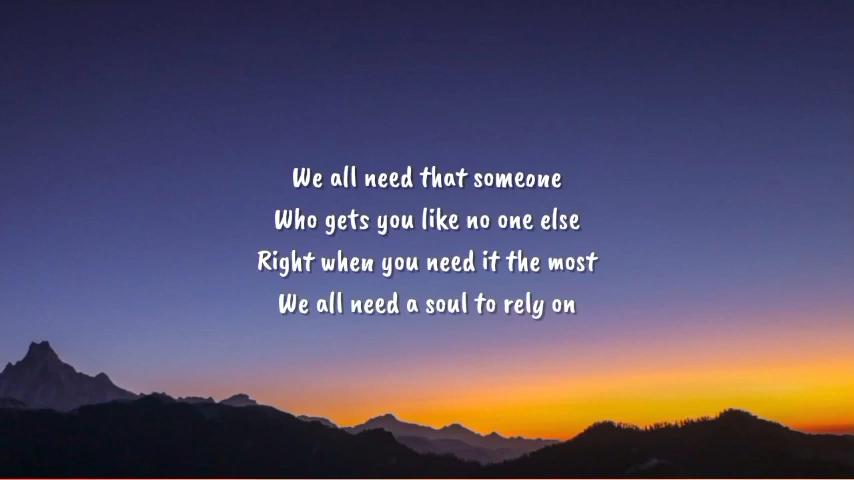 We all need that someone
Who gets you like no one else
Right when you need it the most
We all need a soul to rely on